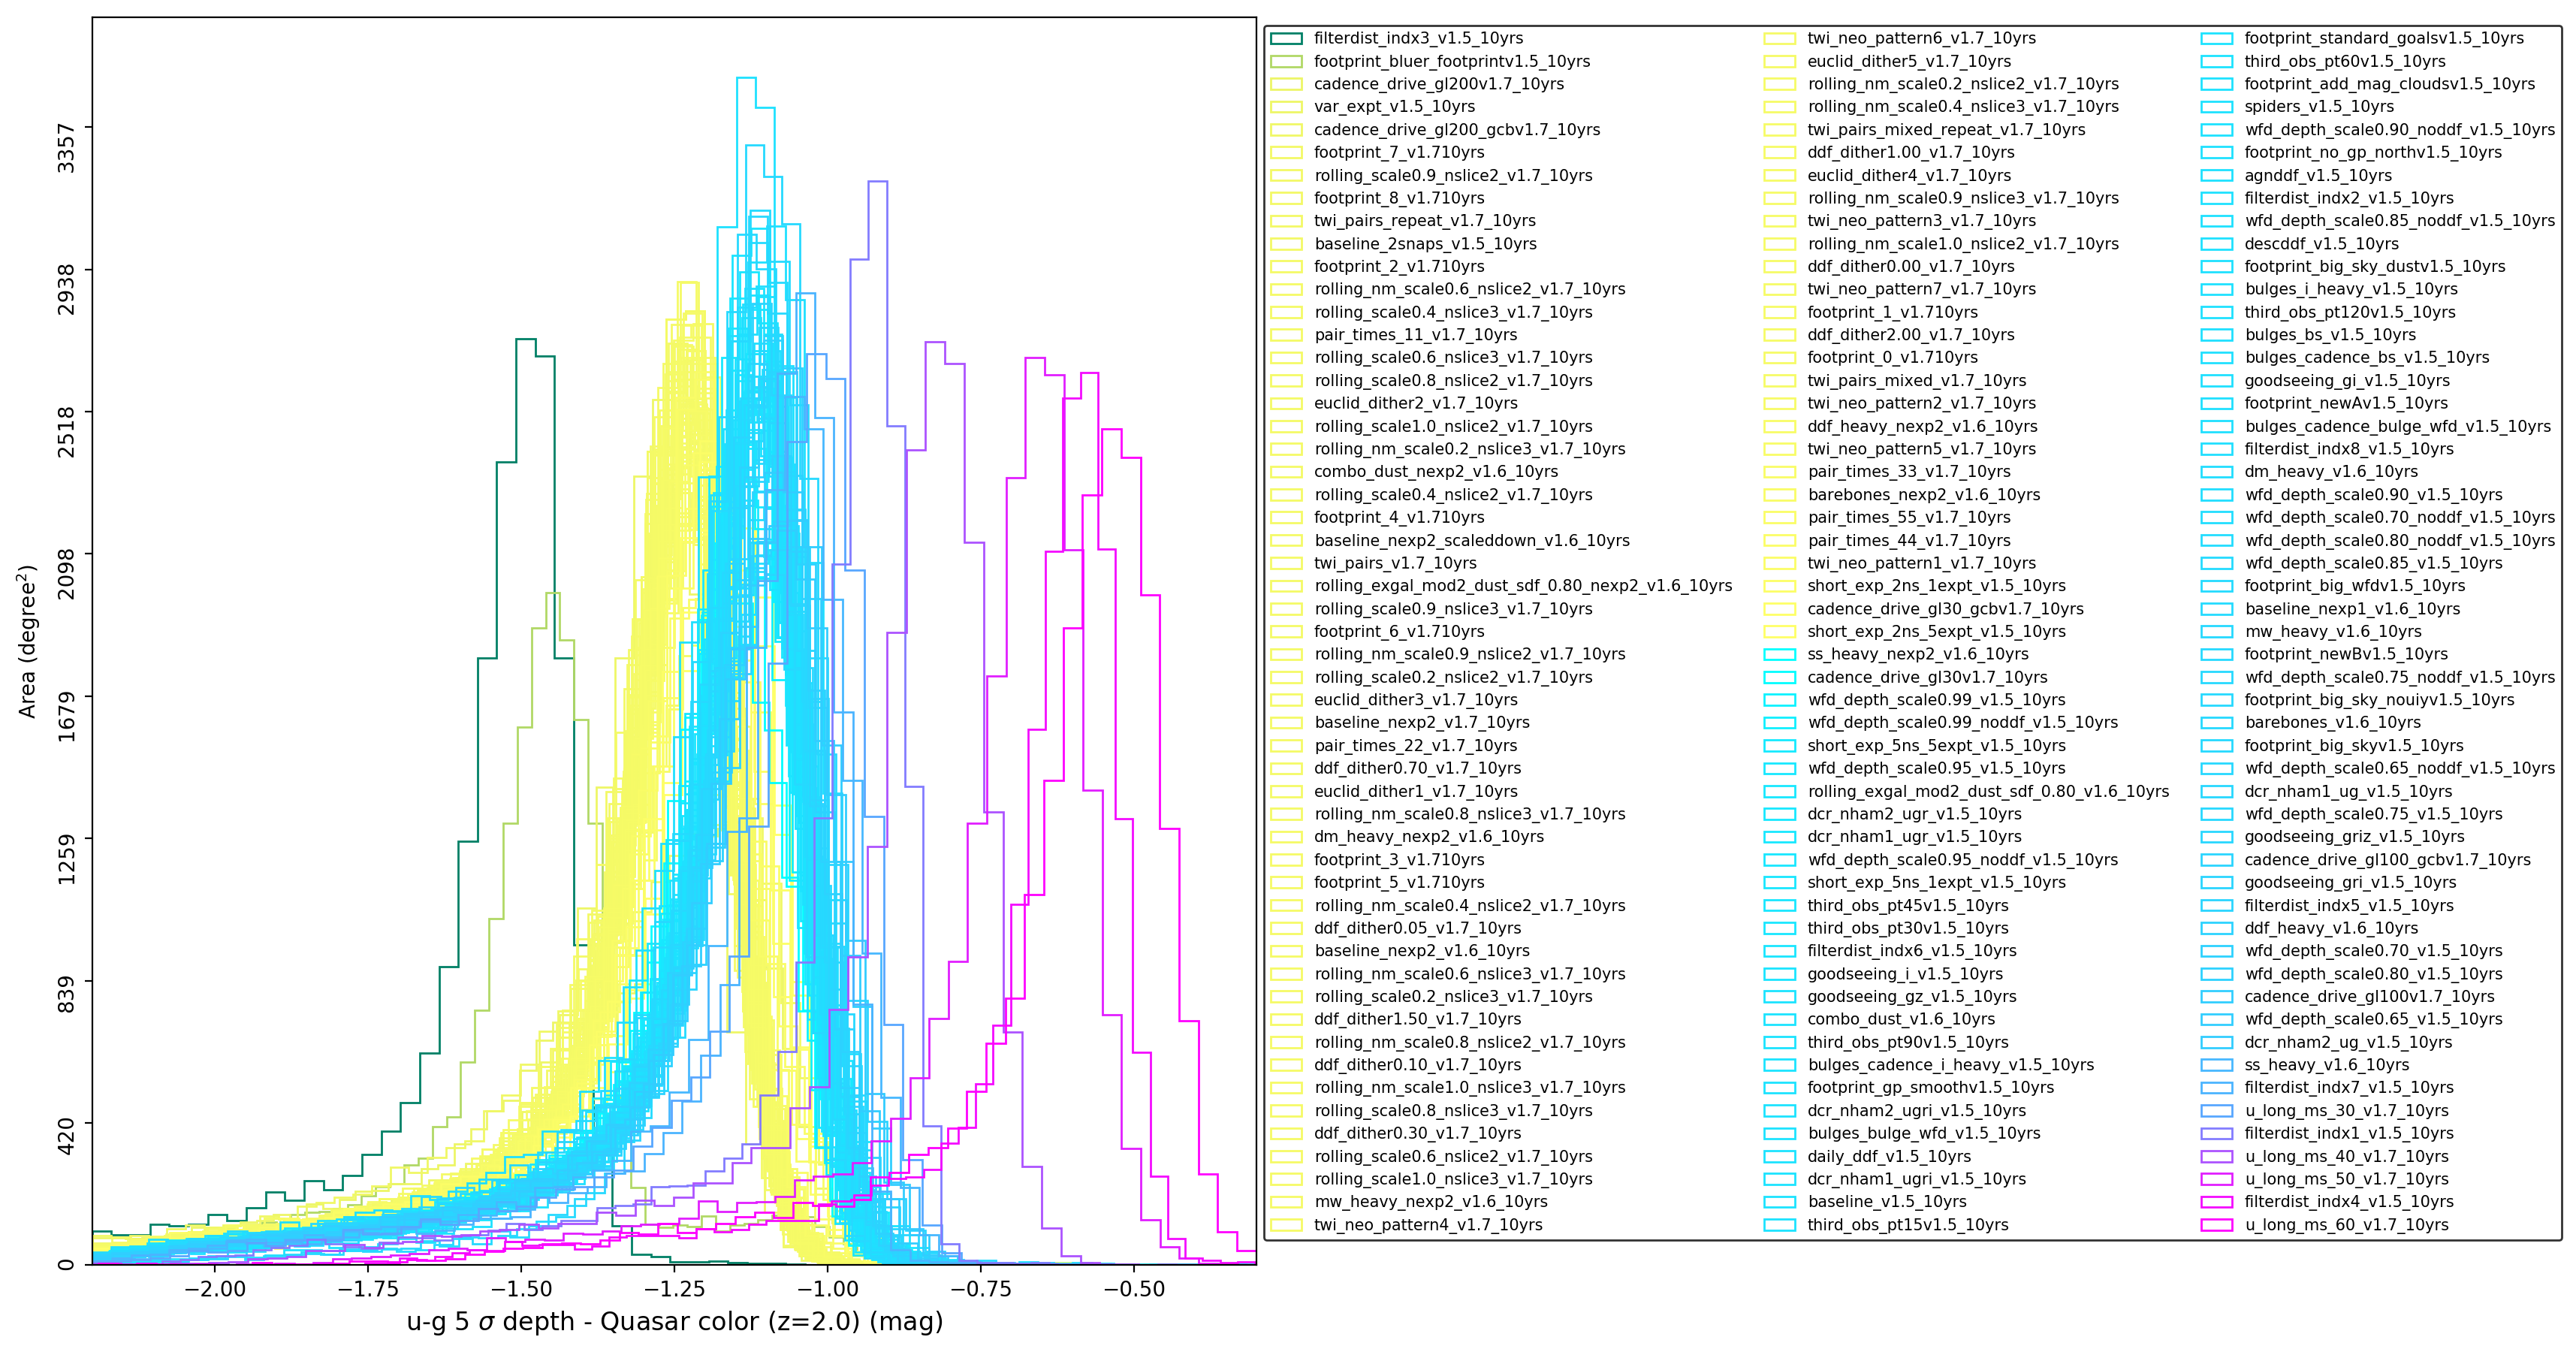 3357
2938
2518
2098
1679
1259
839
420
0
Area (degree²)
−2.00
−1.75
−1.50
−1.25
−1.00
−0.75
−0.50
u-g 5 σ depth - Quasar color (z=2.0) (mag)
filterdist_indx3_v1.5_10yrs
footprint_bluer_footprintv1.5_10yrs
cadence_drive_gl200v1.7_10yrs
var_expt_v1.5_10yrs
cadence_drive_gl200_gcbv1.7_10yrs
footprint_7_v1.710yrs
rolling_scale0.9_nslice2_v1.7_10yrs
footprint_8_v1.710yrs
twi_pairs_repeat_v1.7_10yrs
baseline_2snaps_v1.5_10yrs
footprint_2_v1.710yrs
rolling_nm_scale0.6_nslice2_v1.7_10yrs
rolling_scale0.4_nslice3_v1.7_10yrs
pair_times_11_v1.7_10yrs
rolling_scale0.6_nslice3_v1.7_10yrs
rolling_scale0.8_nslice2_v1.7_10yrs
euclid_dither2_v1.7_10yrs
rolling_scale1.0_nslice2_v1.7_10yrs
rolling_nm_scale0.2_nslice3_v1.7_10yrs
combo_dust_nexp2_v1.6_10yrs
rolling_scale0.4_nslice2_v1.7_10yrs
footprint_4_v1.710yrs
baseline_nexp2_scaleddown_v1.6_10yrs
twi_pairs_v1.7_10yrs
rolling_exgal_mod2_dust_sdf_0.80_nexp2_v1.6_10yrs
rolling_scale0.9_nslice3_v1.7_10yrs
footprint_6_v1.710yrs
rolling_nm_scale0.9_nslice2_v1.7_10yrs
rolling_scale0.2_nslice2_v1.7_10yrs
euclid_dither3_v1.7_10yrs
baseline_nexp2_v1.7_10yrs
pair_times_22_v1.7_10yrs
ddf_dither0.70_v1.7_10yrs
euclid_dither1_v1.7_10yrs
rolling_nm_scale0.8_nslice3_v1.7_10yrs
dm_heavy_nexp2_v1.6_10yrs
footprint_3_v1.710yrs
footprint_5_v1.710yrs
rolling_nm_scale0.4_nslice2_v1.7_10yrs
ddf_dither0.05_v1.7_10yrs
baseline_nexp2_v1.6_10yrs
rolling_nm_scale0.6_nslice3_v1.7_10yrs
rolling_scale0.2_nslice3_v1.7_10yrs
ddf_dither1.50_v1.7_10yrs
rolling_nm_scale0.8_nslice2_v1.7_10yrs
ddf_dither0.10_v1.7_10yrs
rolling_nm_scale1.0_nslice3_v1.7_10yrs
rolling_scale0.8_nslice3_v1.7_10yrs
ddf_dither0.30_v1.7_10yrs
rolling_scale0.6_nslice2_v1.7_10yrs
rolling_scale1.0_nslice3_v1.7_10yrs
mw_heavy_nexp2_v1.6_10yrs
twi_neo_pattern4_v1.7_10yrs
twi_neo_pattern6_v1.7_10yrs
euclid_dither5_v1.7_10yrs
rolling_nm_scale0.2_nslice2_v1.7_10yrs
rolling_nm_scale0.4_nslice3_v1.7_10yrs
twi_pairs_mixed_repeat_v1.7_10yrs
ddf_dither1.00_v1.7_10yrs
euclid_dither4_v1.7_10yrs
rolling_nm_scale0.9_nslice3_v1.7_10yrs
twi_neo_pattern3_v1.7_10yrs
rolling_nm_scale1.0_nslice2_v1.7_10yrs
ddf_dither0.00_v1.7_10yrs
twi_neo_pattern7_v1.7_10yrs
footprint_1_v1.710yrs
ddf_dither2.00_v1.7_10yrs
footprint_0_v1.710yrs
twi_pairs_mixed_v1.7_10yrs
twi_neo_pattern2_v1.7_10yrs
ddf_heavy_nexp2_v1.6_10yrs
twi_neo_pattern5_v1.7_10yrs
pair_times_33_v1.7_10yrs
barebones_nexp2_v1.6_10yrs
pair_times_55_v1.7_10yrs
pair_times_44_v1.7_10yrs
twi_neo_pattern1_v1.7_10yrs
short_exp_2ns_1expt_v1.5_10yrs
cadence_drive_gl30_gcbv1.7_10yrs
short_exp_2ns_5expt_v1.5_10yrs
ss_heavy_nexp2_v1.6_10yrs
cadence_drive_gl30v1.7_10yrs
wfd_depth_scale0.99_v1.5_10yrs
wfd_depth_scale0.99_noddf_v1.5_10yrs
short_exp_5ns_5expt_v1.5_10yrs
wfd_depth_scale0.95_v1.5_10yrs
rolling_exgal_mod2_dust_sdf_0.80_v1.6_10yrs
dcr_nham2_ugr_v1.5_10yrs
dcr_nham1_ugr_v1.5_10yrs
wfd_depth_scale0.95_noddf_v1.5_10yrs
short_exp_5ns_1expt_v1.5_10yrs
third_obs_pt45v1.5_10yrs
third_obs_pt30v1.5_10yrs
filterdist_indx6_v1.5_10yrs
goodseeing_i_v1.5_10yrs
goodseeing_gz_v1.5_10yrs
combo_dust_v1.6_10yrs
third_obs_pt90v1.5_10yrs
bulges_cadence_i_heavy_v1.5_10yrs
footprint_gp_smoothv1.5_10yrs
dcr_nham2_ugri_v1.5_10yrs
bulges_bulge_wfd_v1.5_10yrs
daily_ddf_v1.5_10yrs
dcr_nham1_ugri_v1.5_10yrs
baseline_v1.5_10yrs
third_obs_pt15v1.5_10yrs
footprint_standard_goalsv1.5_10yrs
third_obs_pt60v1.5_10yrs
footprint_add_mag_cloudsv1.5_10yrs
spiders_v1.5_10yrs
wfd_depth_scale0.90_noddf_v1.5_10yrs
footprint_no_gp_northv1.5_10yrs
agnddf_v1.5_10yrs
filterdist_indx2_v1.5_10yrs
wfd_depth_scale0.85_noddf_v1.5_10yrs
descddf_v1.5_10yrs
footprint_big_sky_dustv1.5_10yrs
bulges_i_heavy_v1.5_10yrs
third_obs_pt120v1.5_10yrs
bulges_bs_v1.5_10yrs
bulges_cadence_bs_v1.5_10yrs
goodseeing_gi_v1.5_10yrs
footprint_newAv1.5_10yrs
bulges_cadence_bulge_wfd_v1.5_10yrs
filterdist_indx8_v1.5_10yrs
dm_heavy_v1.6_10yrs
wfd_depth_scale0.90_v1.5_10yrs
wfd_depth_scale0.70_noddf_v1.5_10yrs
wfd_depth_scale0.80_noddf_v1.5_10yrs
wfd_depth_scale0.85_v1.5_10yrs
footprint_big_wfdv1.5_10yrs
baseline_nexp1_v1.6_10yrs
mw_heavy_v1.6_10yrs
footprint_newBv1.5_10yrs
wfd_depth_scale0.75_noddf_v1.5_10yrs
footprint_big_sky_nouiyv1.5_10yrs
barebones_v1.6_10yrs
footprint_big_skyv1.5_10yrs
wfd_depth_scale0.65_noddf_v1.5_10yrs
dcr_nham1_ug_v1.5_10yrs
wfd_depth_scale0.75_v1.5_10yrs
goodseeing_griz_v1.5_10yrs
cadence_drive_gl100_gcbv1.7_10yrs
goodseeing_gri_v1.5_10yrs
filterdist_indx5_v1.5_10yrs
ddf_heavy_v1.6_10yrs
wfd_depth_scale0.70_v1.5_10yrs
wfd_depth_scale0.80_v1.5_10yrs
cadence_drive_gl100v1.7_10yrs
wfd_depth_scale0.65_v1.5_10yrs
dcr_nham2_ug_v1.5_10yrs
ss_heavy_v1.6_10yrs
filterdist_indx7_v1.5_10yrs
u_long_ms_30_v1.7_10yrs
filterdist_indx1_v1.5_10yrs
u_long_ms_40_v1.7_10yrs
u_long_ms_50_v1.7_10yrs
filterdist_indx4_v1.5_10yrs
u_long_ms_60_v1.7_10yrs